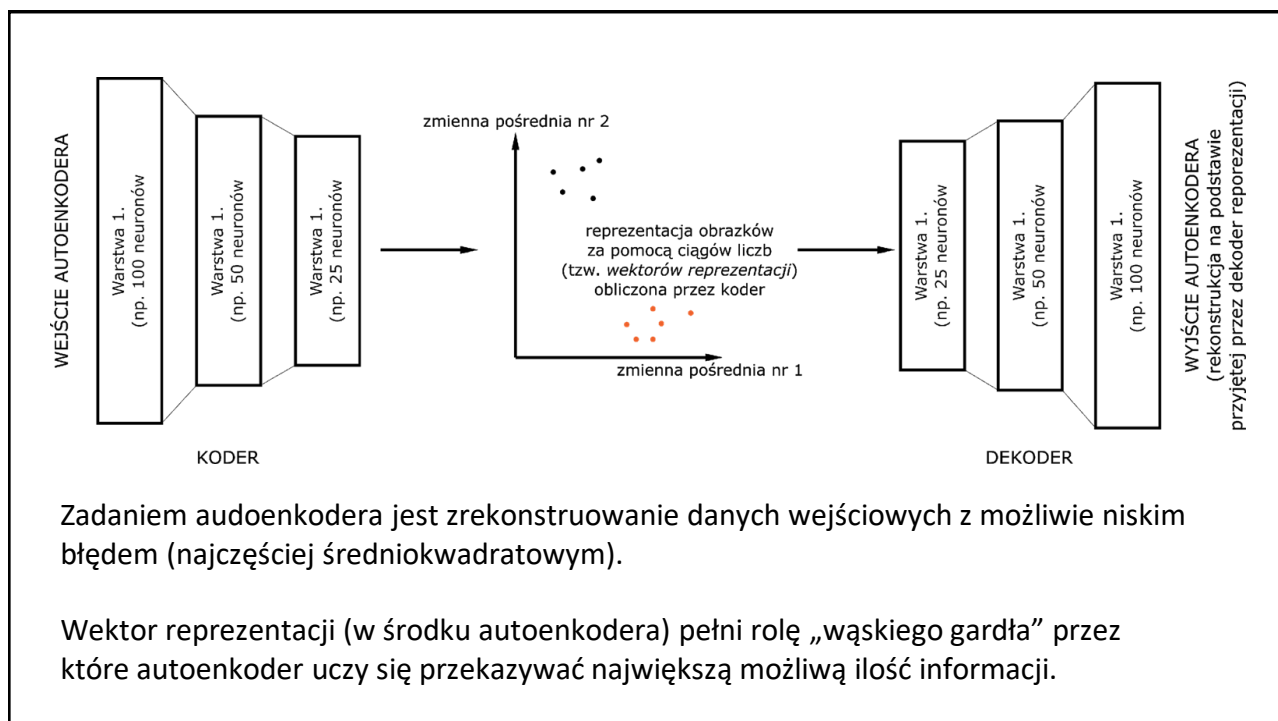 WEJŚCIE AUTOENKODERA
Warstwa 1.
(np. 100 neuronów)
Warstwa 1.
(np. 50 neuronów)
Warstwa 1.
(np. 25 neuronów)
KODER
zmienna pośrednia nr 2
reprezentacja obrazków
za pomocą ciągów liczb
(tzw. wektorów reprezentacji)
obliczona przez koder
zmienna pośrednia nr 1
Warstwa 1.
(np. 25 neuronów)
Warstwa 1.
(np. 50 neuronów)
Warstwa 1.
(np. 100 neuronów)
DEKODER
WYJŚCIE AUTOENKODERA
(rekonstrukcja na podstawie
przyjętej przez dekoder reporezentacji)
Zadaniem audoenkodera jest zrekonstruowanie danych wejściowych z możliwie niskim
błędem (najczęściej średniokwadratowym).
Wektor reprezentacji (w środku autoenkodera) pełni rolę „wąskiego gardła” przez
które autoenkoder uczy się przekazywać największą możliwą ilość informacji.